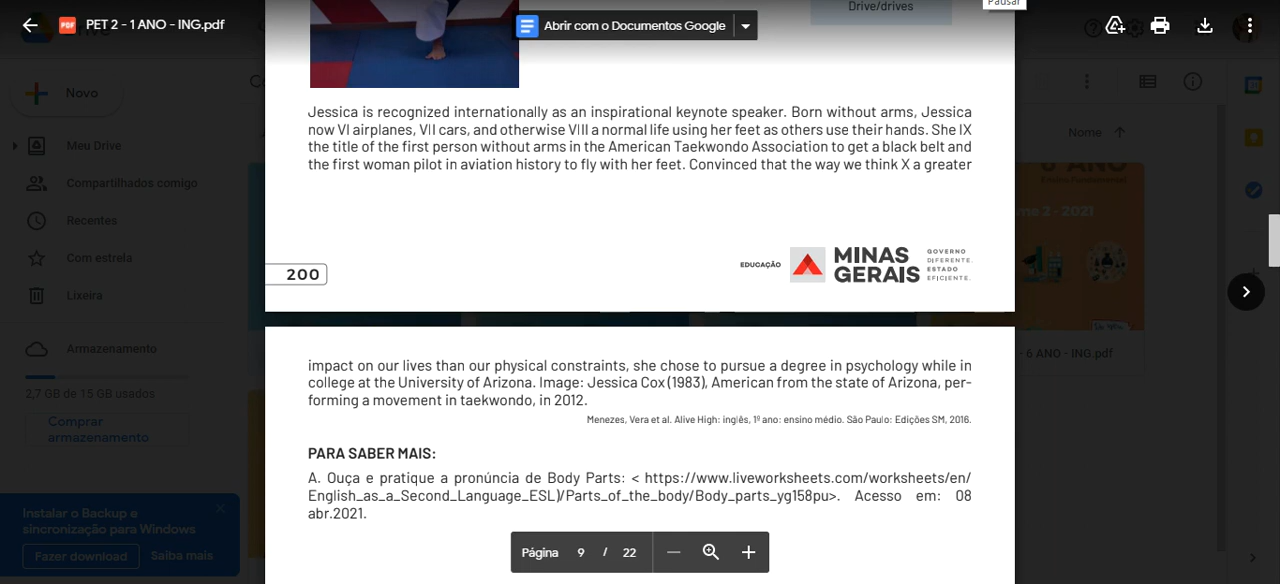 PET 2 - 1 ANO - ING.pdf
Abrir com o Documentos Google
Pausar
Drive/drives
Novo
Meu Drive
Compartilhados comigo
Recentes
Com estrela
Lixeira
Armazenamento
2,7 GB de 15 GB usados
Comprar
armazenamento
Instalar o Backup e
sincronização para Windows
Fazer download
Saiba mais
Nome
Jessica is recognized internationally as an inspirational keynote speaker. Born without arms, Jessica
now VI airplanes, VII cars, and otherwise VIII a normal life using her feet as others use their hands. She IX
the title of the first person without arms in the American Taekwondo Association to get a black belt and
the first woman pilot in aviation history to fly with her feet. Convinced that the way we think X a greater
200
EDUCAÇÃO
MINAS
GERAIS
GOVERNO
DIFERENTE.
ESTADO
EFICIENTE.
impact on our lives than our physical constraints, she chose to pursue a degree in psychology while in
college at the University of Arizona. Image: Jessica Cox (1983), American from the state of Arizona, per-
forming a movement in taekwondo, in 2012.
Menezes, Vera et al. Alive High: inglês, 1º ano: ensino médio. São Paulo: Edições SM, 2016.
PARA SABER MAIS:
A. Ouça e pratique a pronúncia de Body Parts: < https://www.liveworksheets.com/worksheets/en/
English_as_a_Second_Language_ESL)/Parts_of_the_body/Body_parts_yg158pu>. Acesso em: 08
abr.2021.
Página 9 / 22
- 6 ANO - ING.pdf